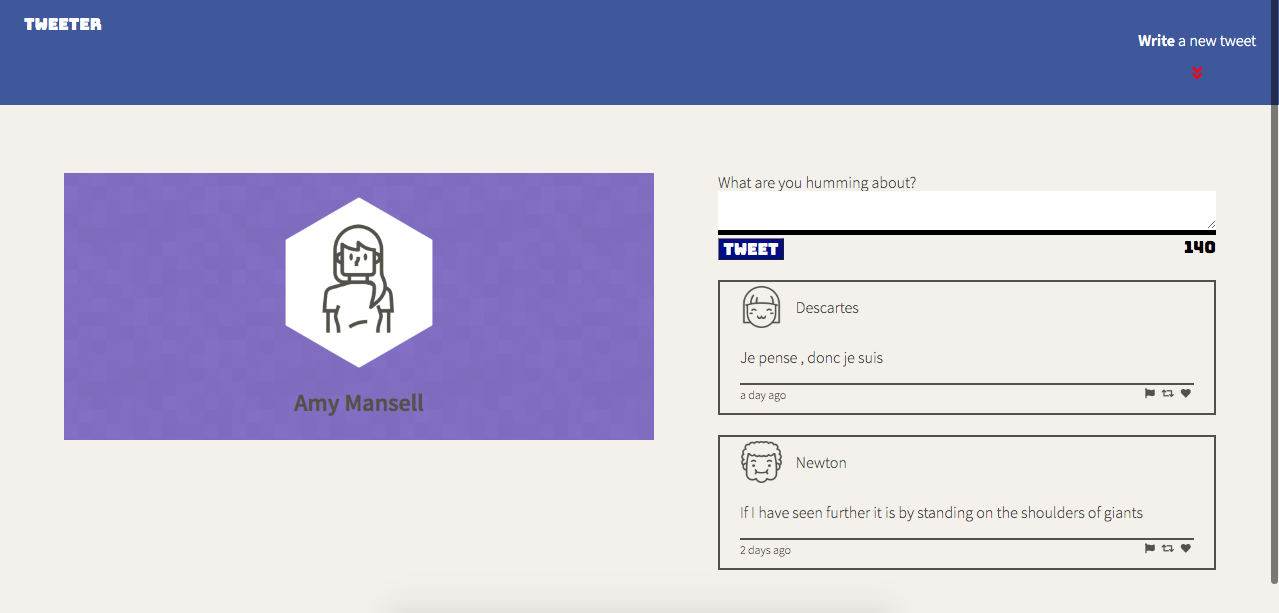 TWEETER
Write a new tweet
Amy Mansell
What are you humming about?
TWEET
140
Descartes
Je pense , donc je suis
a day ago
Newton
If I have seen further it is by standing on the shoulders of giants
2 days ago